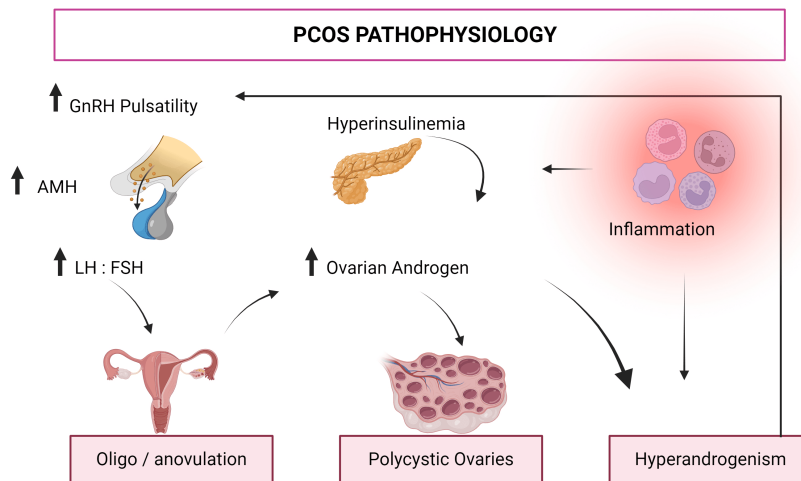 PCOS PATHOPHYSIOLOGY
GnRH Pulsatility
Hyperinsulinemia
AMH
Inflammation
LH : FSH
Ovarian Androgen
Oligo / anovulation
Polycystic Ovaries
Hyperandrogenism